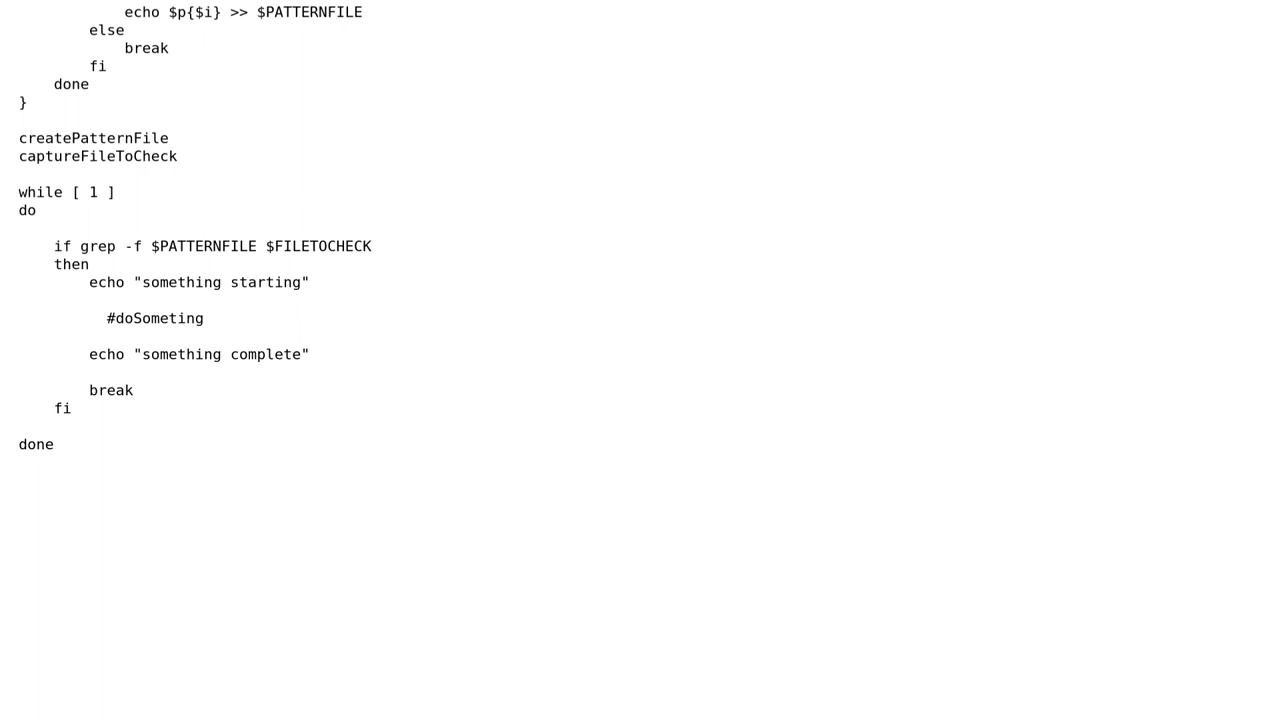 echo $p{$i} >> $PATTERNFILE
        else
            break
        fi
    done
}

createPatternFile
captureFileToCheck

while [ 1 ]
do

    if grep -f $PATTERNFILE $FILETOCHECK
    then
        echo "something starting"

          #doSometing

        echo "something complete"

        break
    fi

done